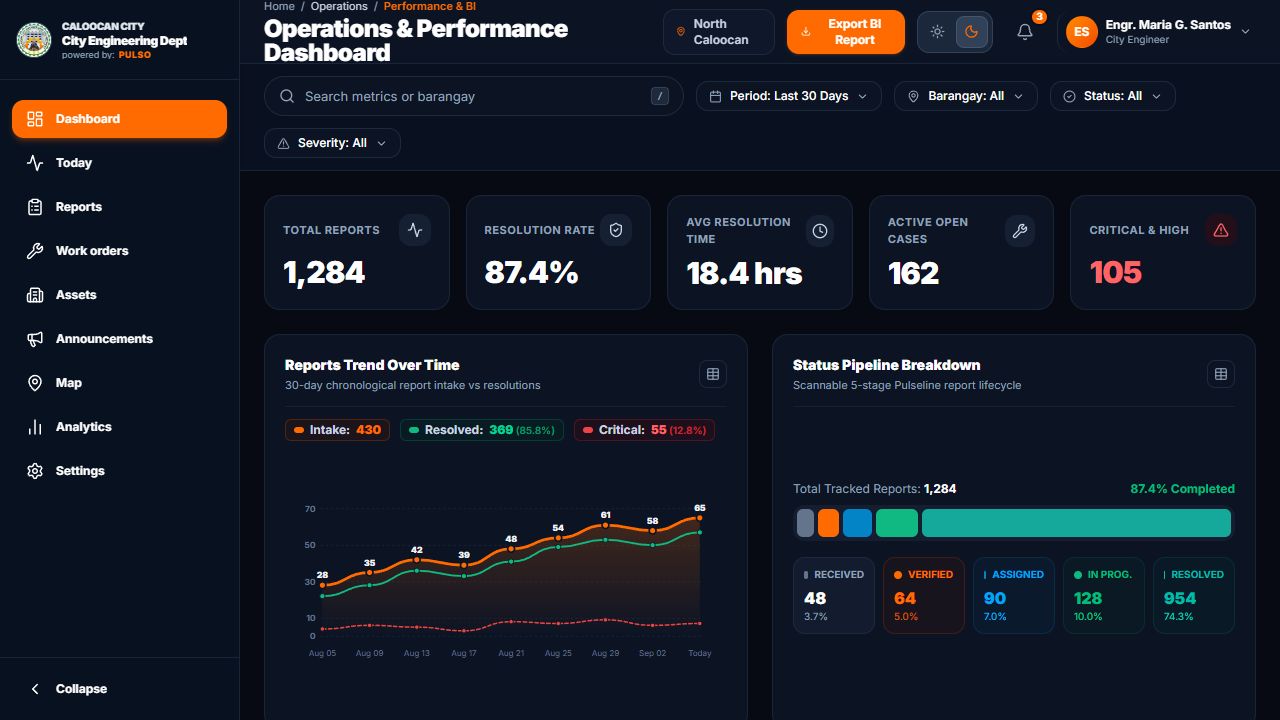 CALOOCAN CITY
City Engineering Dept
powered by: PULSO
Dashboard
Today
Reports
Work orders
Assets
Announcements
Map
Analytics
Settings
Collapse
Home / Operations / Performance & BI
Operations & Performance
Dashboard
North
Caloocan
Export BI
Report
3
ES
Engr. Maria G. Santos
City Engineer
Search metrics or barangay
/
Period: Last 30 Days
Barangay: All
Status: All
Severity: All
TOTAL REPORTS
1,284
RESOLUTION RATE
87.4%
AVG RESOLUTION
TIME
18.4 hrs
ACTIVE OPEN
CASES
162
CRITICAL & HIGH
105
Reports Trend Over Time
30-day chronological report intake vs resolutions
Intake: 430
Resolved: 369 (85.8%)
Critical: 55 (12.8%)
70
50
30
10
0
28
35
42
39
48
54
61
58
65
Aug 05
Aug 09
Aug 13
Aug 17
Aug 21
Aug 25
Aug 29
Sep 02
Today
Status Pipeline Breakdown
Scannable 5-stage Pulseline report lifecycle
Total Tracked Reports: 1,284
87.4% Completed
RECEIVED
48
3.7%
VERIFIED
64
5.0%
ASSIGNED
90
7.0%
IN PROG.
128
10.0%
RESOLVED
954
74.3%